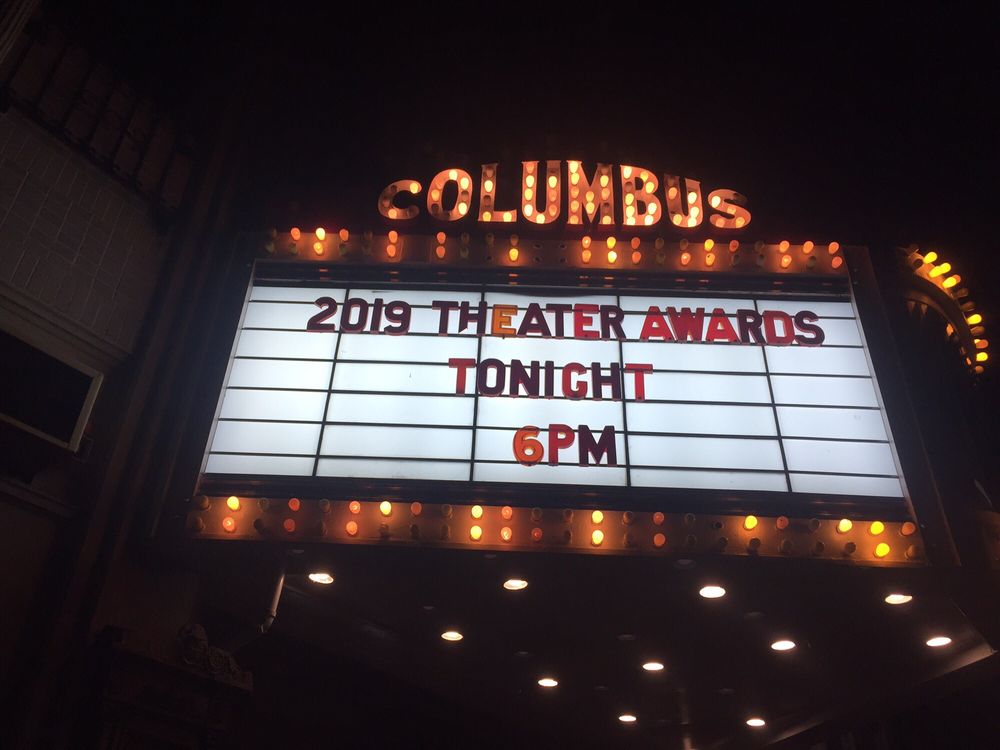 COLUMBUS
2019 THEATER AWARDS
TONIGHT
6PM